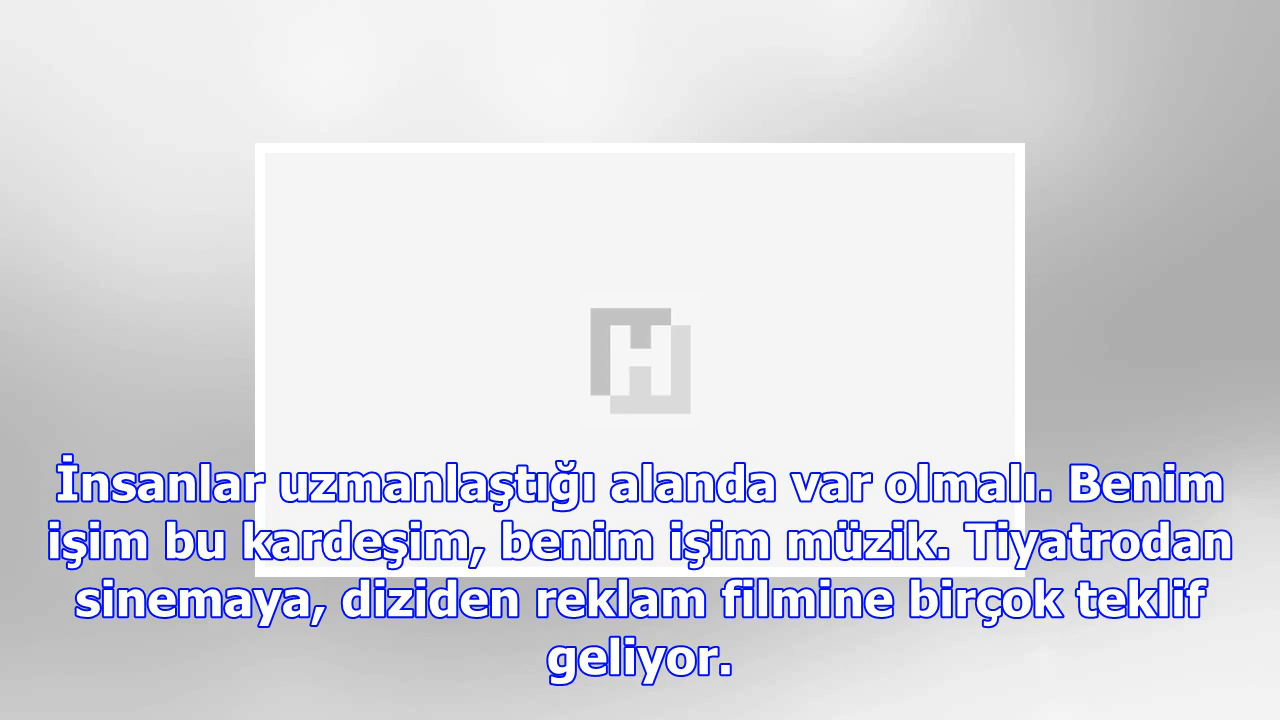 İnsanlar uzmanlaştığı alanda var olmalı. Benim
işim bu kardeşim, benim işim müzik. Tiyatrodan
sinemaya, diziden reklam filmine birçok teklif
geliyor.